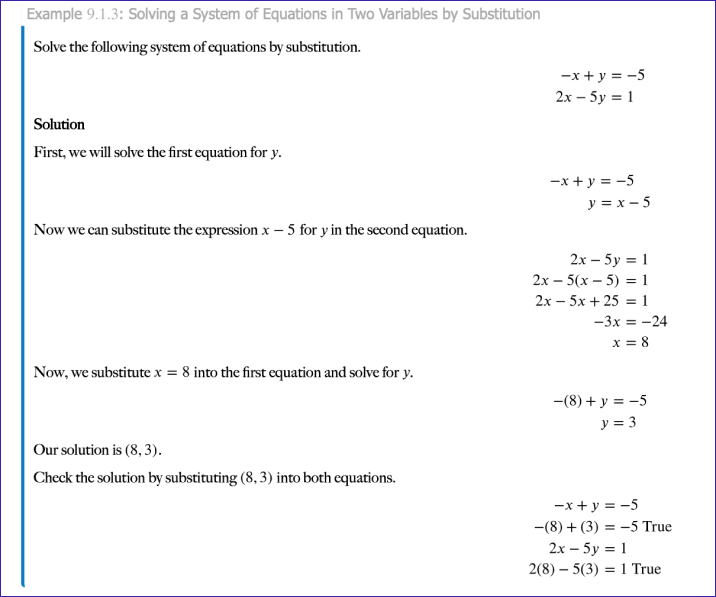 Example 9.1.3: Solving a System of Equations in Two Variables by Substitution
Solve the following system of equations by substitution.
−x + y = −5
2x − 5y = 1
Solution
First, we will solve the first equation for y.
−x + y = −5
y = x − 5
Now we can substitute the expression x − 5 for y in the second equation.
2x − 5y = 1
2x − 5(x − 5) = 1
2x − 5x + 25 = 1
−3x = −24
x = 8
Now, we substitute x = 8 into the first equation and solve for y.
−(8) + y = −5
y = 3
Our solution is (8, 3).
Check the solution by substituting (8, 3) into both equations.
−x + y = −5
−(8) + (3) = −5 True
2x − 5y = 1
2(8) − 5(3) = 1 True